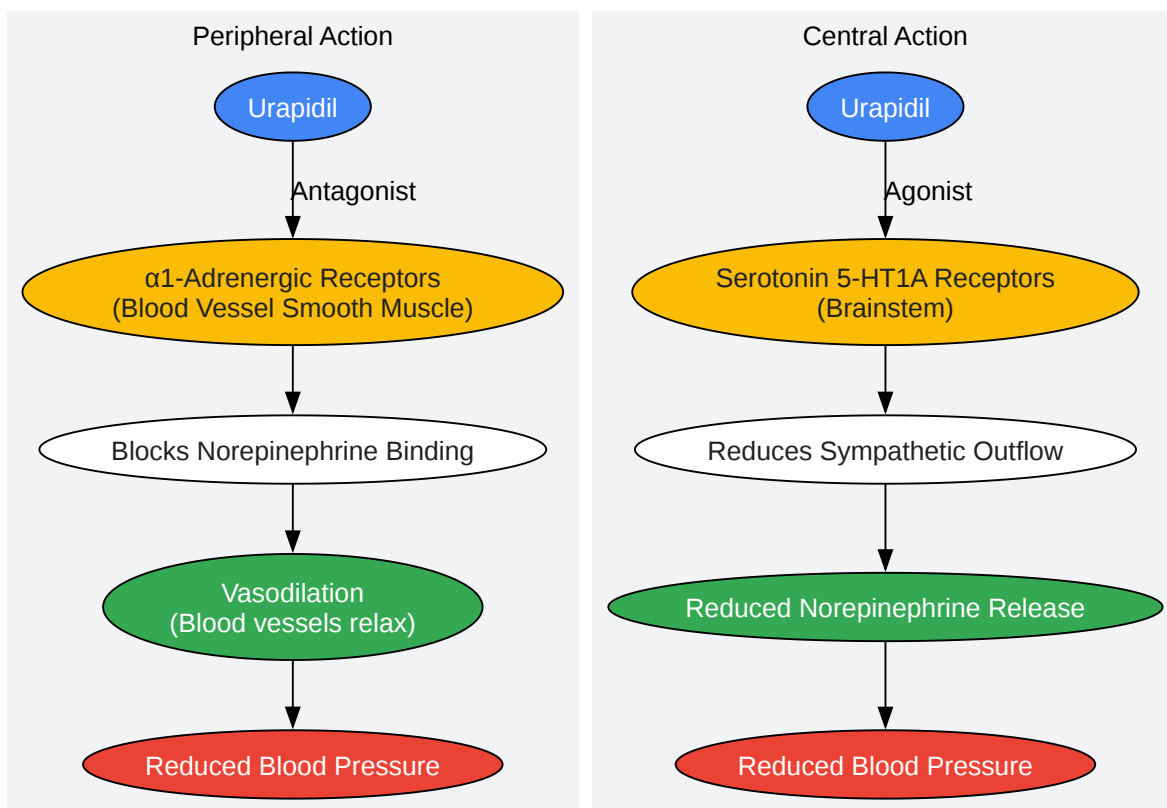 Peripheral Action
Urapidil
Antagonist
α1-Adrenergic Receptors
(Blood Vessel Smooth Muscle)
Blocks Norepinephrine Binding
Vasodilation
(Blood vessels relax)
Reduced Blood Pressure
Central Action
Urapidil
Agonist
Serotonin 5-HT1A Receptors
(Brainstem)
Reduces Sympathetic Outflow
Reduced Norepinephrine Release
Reduced Blood Pressure